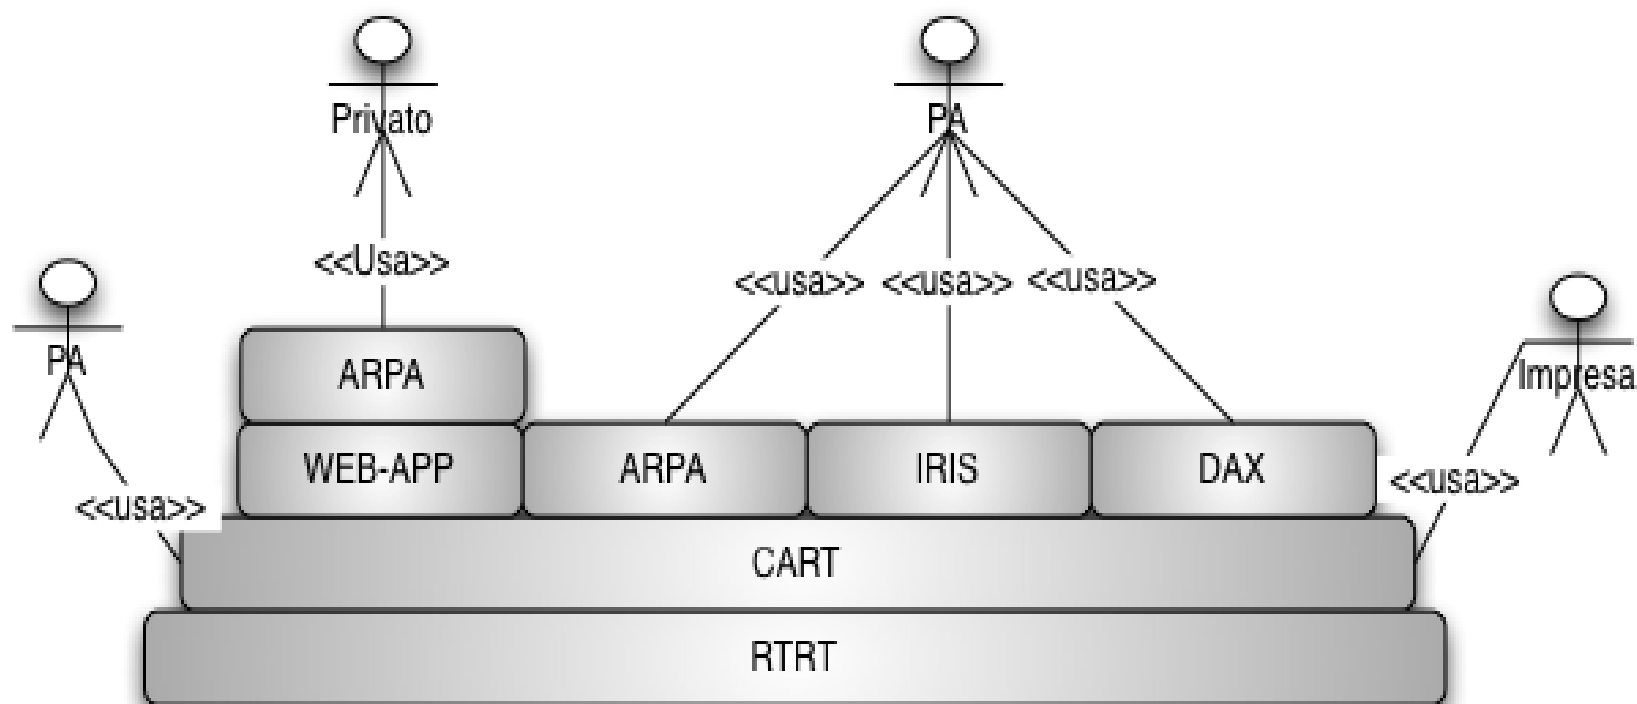 Privato
PA
<<Usa>>
<<usa>>
<<usa>>
<<usa>>
PA
Impresa
ARPA
WEB-APP
ARPA
IRIS
DAX
<<usa>>
<<usa>>
CART
RTRT